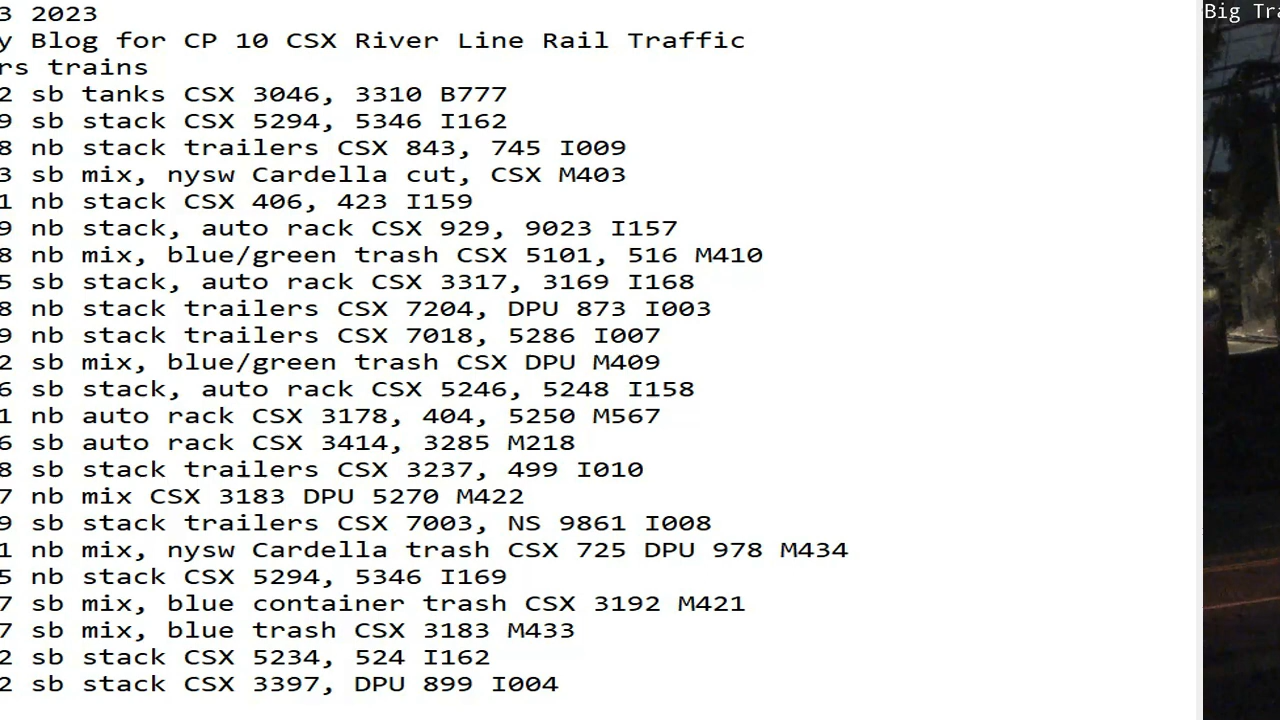 3 2023
y Blog for CP 10 CSX River Line Rail Traffic
rs trains
2 sb tanks CSX 3046, 3310 B777
9 sb stack CSX 5294, 5346 I162
8 nb stack trailers CSX 843, 745 I009
3 sb mix, nysw Cardella cut, CSX M403
1 nb stack CSX 406, 423 I159
9 nb stack, auto rack CSX 929, 9023 I157
8 nb mix, blue/green trash CSX 5101, 516 M410
5 sb stack, auto rack CSX 3317, 3169 I168
8 nb stack trailers CSX 7204, DPU 873 I003
9 nb stack trailers CSX 7018, 5286 I007
2 sb mix, blue/green trash CSX DPU M409
6 sb stack, auto rack CSX 5246, 5248 I158
1 nb auto rack CSX 3178, 404, 5250 M567
6 sb auto rack CSX 3414, 3285 M218
8 sb stack trailers CSX 3237, 499 I010
7 nb mix CSX 3183 DPU 5270 M422
9 sb stack trailers CSX 7003, NS 9861 I008
1 nb mix, nysw Cardella trash CSX 725 DPU 978 M434
5 nb stack CSX 5294, 5346 I169
7 sb mix, blue container trash CSX 3192 M421
7 sb mix, blue trash CSX 3183 M433
2 sb stack CSX 5234, 524 I162
2 sb stack CSX 3397, DPU 899 I004
Big Tra